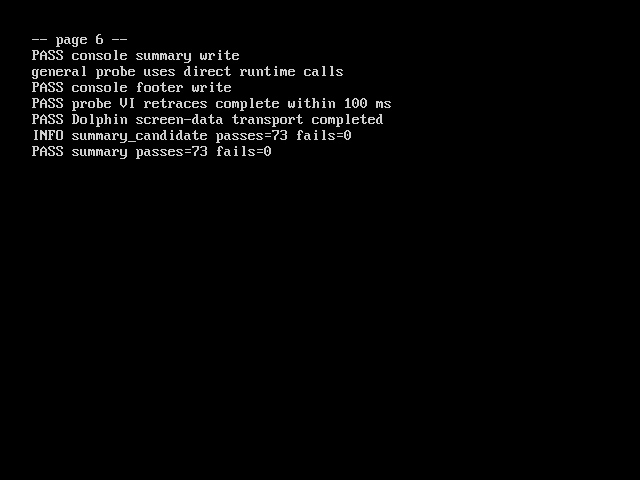 -- page 6 --
PASS console summary write
general probe uses direct runtime calls
PASS console footer write
PASS probe VI retraces complete within 100 ms
PASS Dolphin screen-data transport completed
INFO summary_candidate passes=73 fails=0
PASS summary passes=73 fails=0